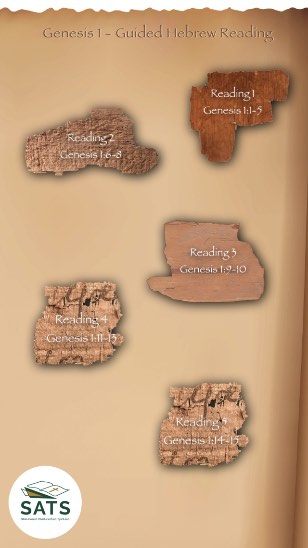 Genesis 1 - Guided Hebrew Reading
Reading 1
Genesis 1:1-5
Reading 2
Genesis 1:6-8
Reading 3
Genesis 1:9-10
Reading 4
Genesis 1:11-13
Reading 5
Genesis 1:14-15
SATS